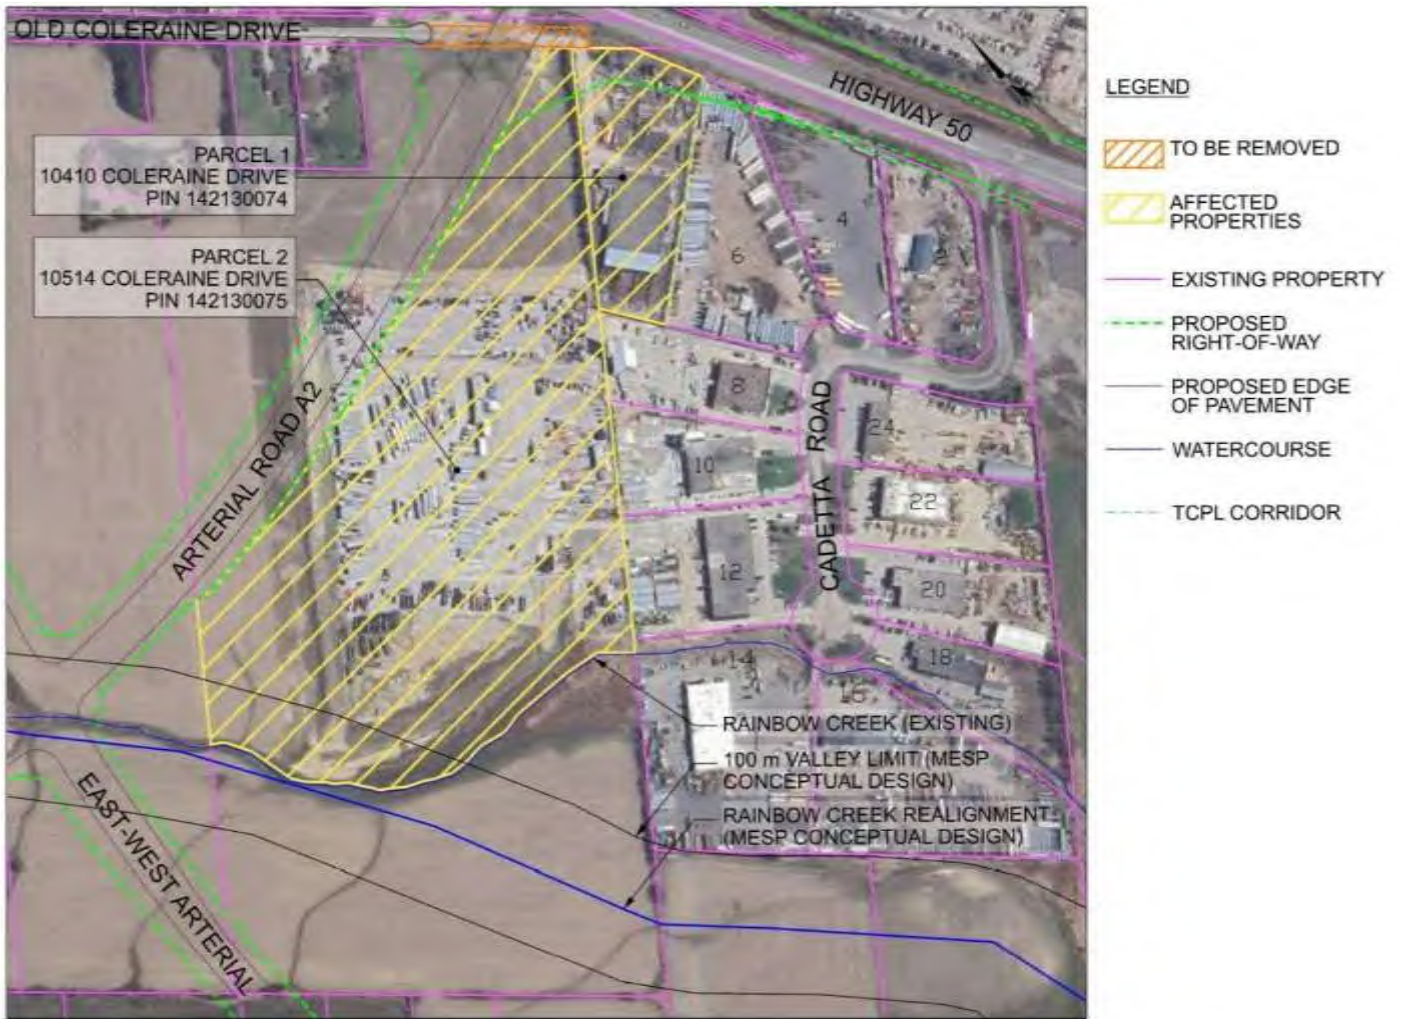 OLD COLERAINE DRIVE
HIGHWAY 50
PARCEL 1
10410 COLERAINE DRIVE
PIN 142130074
PARCEL 2
10514 COLERAINE DRIVE
PIN 142130075
ARTERIAL ROAD A2
CADETTA ROAD
6
4
2
8
10
12
24
22
20
18
14
16
RAINBOW CREEK (EXISTING)
100 m VALLEY LIMIT (MESP
CONCEPTUAL DESIGN)
RAINBOW CREEK REALIGNMENT
(MESP CONCEPTUAL DESIGN)
EAST-WEST ARTERIAL
LEGEND
TO BE REMOVED
AFFECTED
PROPERTIES
EXISTING PROPERTY
PROPOSED
RIGHT-OF-WAY
PROPOSED EDGE
OF PAVEMENT
WATERCOURSE
TCPL CORRIDOR